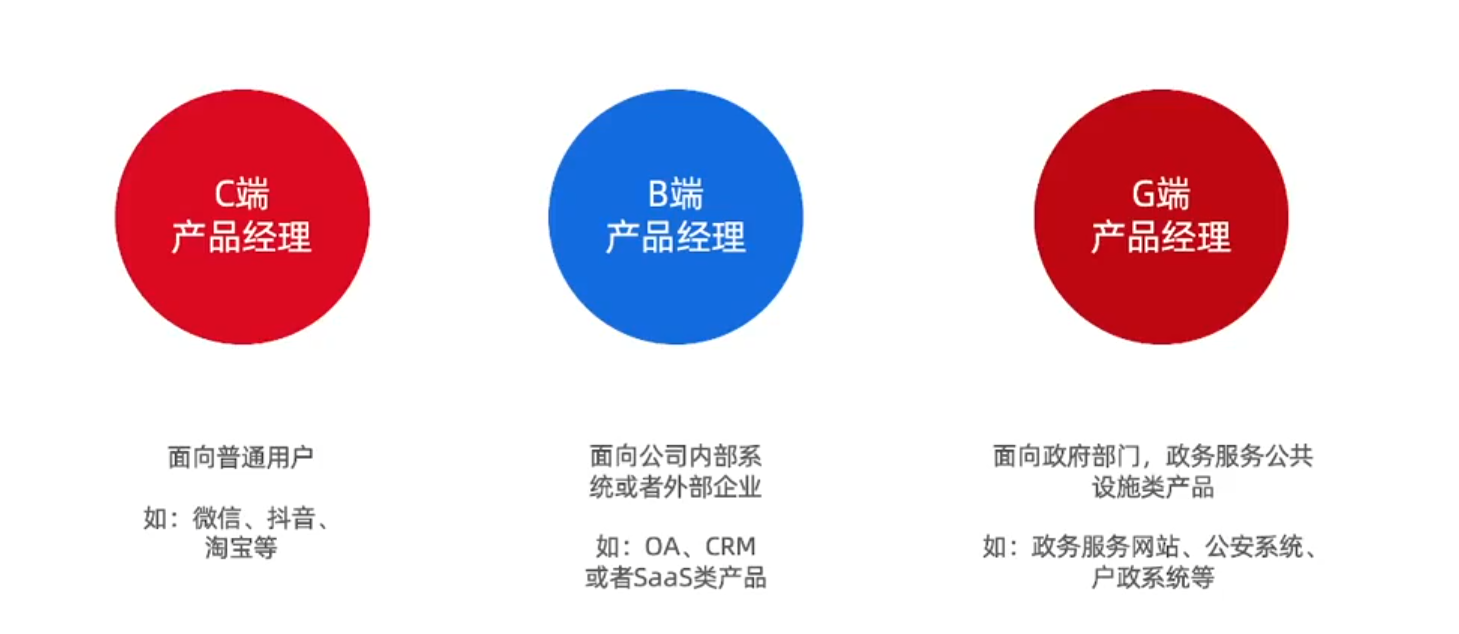 C端
产品经理
B端
产品经理
G端
产品经理
面向普通用户
如：微信、抖音、
淘宝等
面向公司内部系
统或者外部企业
如：OA、CRM
或者SaaS类产品
面向政府部门，政务服务公共
设施类产品
如：政务服务网站、公安系统、
户政系统等